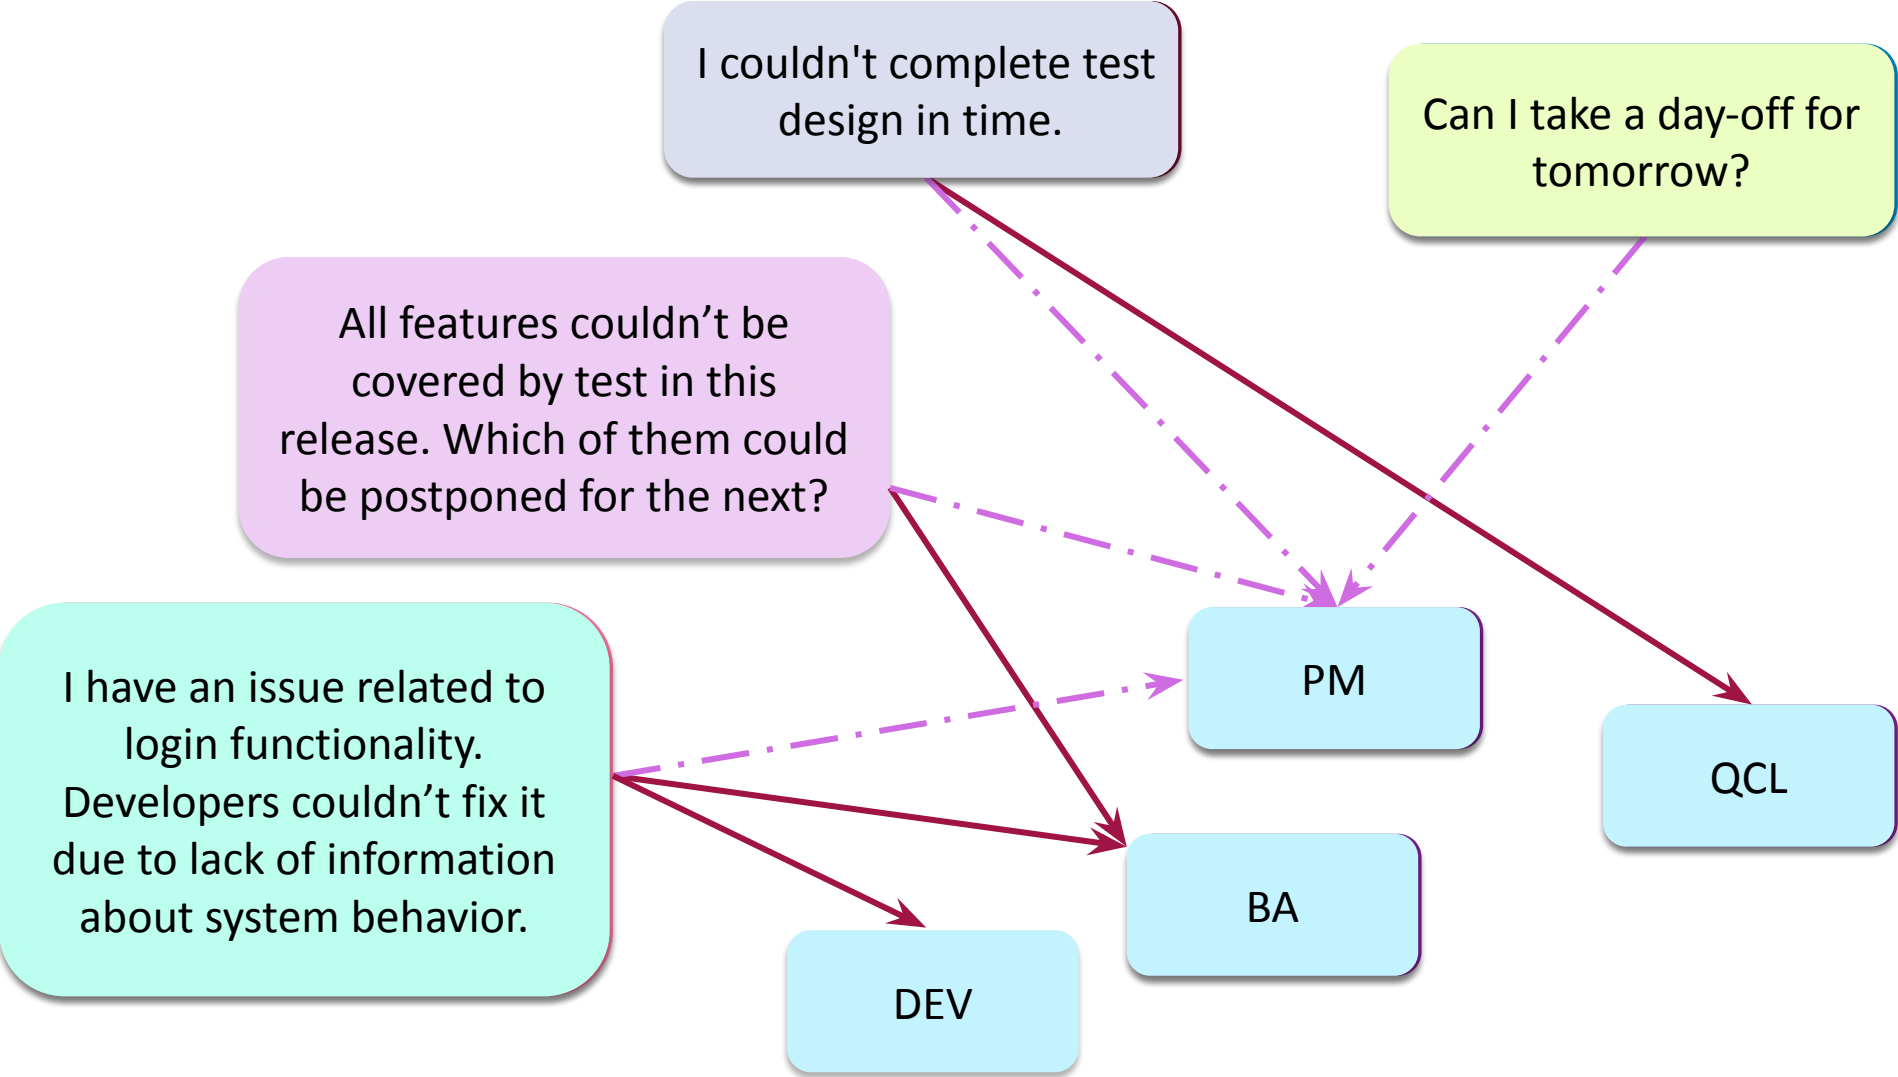 I couldn't complete test
design in time.
Can I take a day-off for
tomorrow?
All features couldn’t be
covered by test in this
release. Which of them could
be postponed for the next?
I have an issue related to
login functionality.
Developers couldn’t fix it
due to lack of information
about system behavior.
PM
QCL
BA
DEV